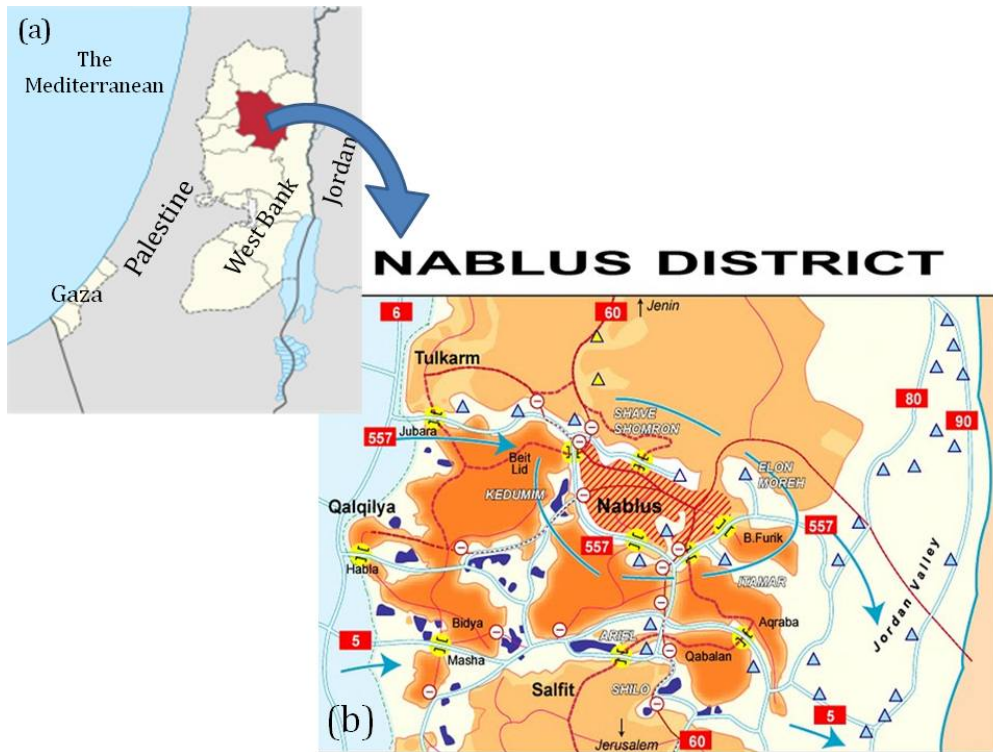 (a)
The
Mediterranean
Palestine
West Bank
Jordan
Gaza
NABLUS DISTRICT
6
60
Jenin
Tulkarm
80
90
SHAVE
SHOMRON
Jubara
557
Beit
Lid
ELON
MOREH
KEDUMIM
Qalqilya
Nablus
557
557
B.Furik
Habla
ITAMAR
Jordan Valley
Bidya
Aqraba
5
ARIEL
Masha
Qabalan
Salfit
SHILO
5
(b)
Jerusalem
60